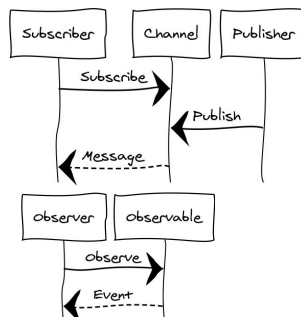 Subscriber Channel Publisher
Subscribe
Publish
Message
Observer Observable
Observe
Event